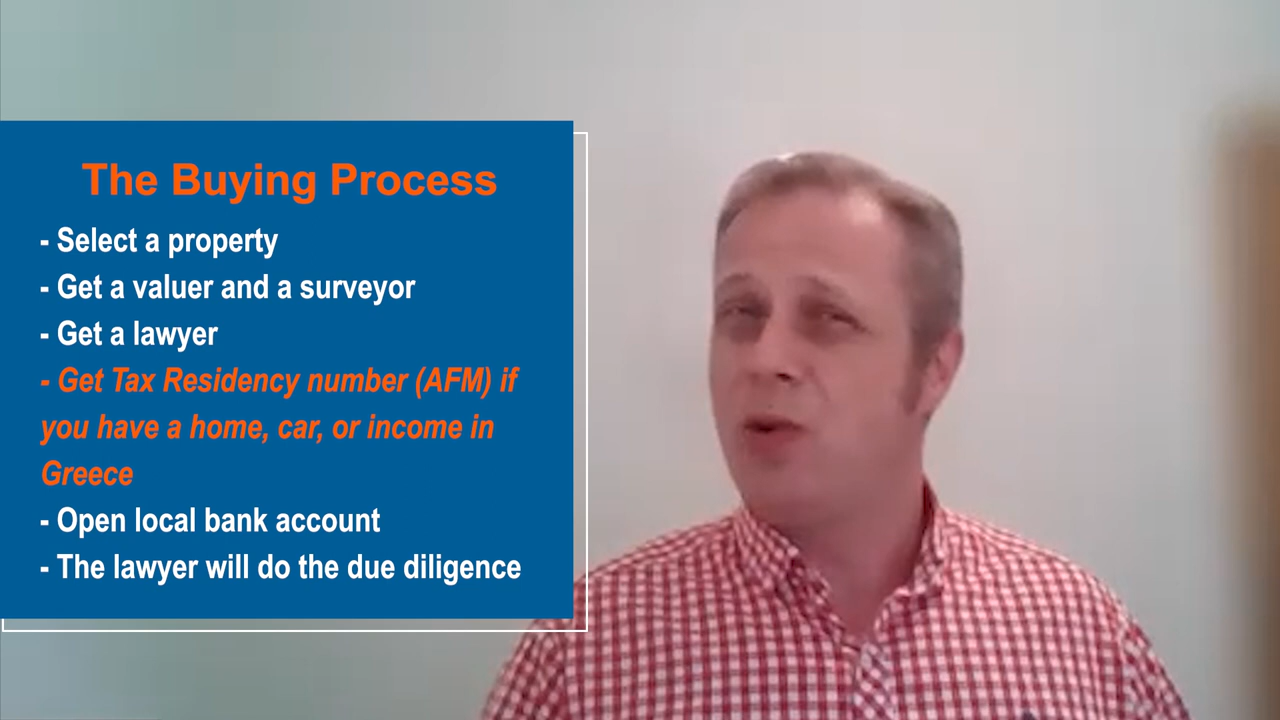 The Buying Process
- Select a property
- Get a valuer and a surveyor
- Get a lawyer
- Get Tax Residency number (AFM) if
you have a home, car, or income in
Greece
- Open local bank account
- The lawyer will do the due diligence